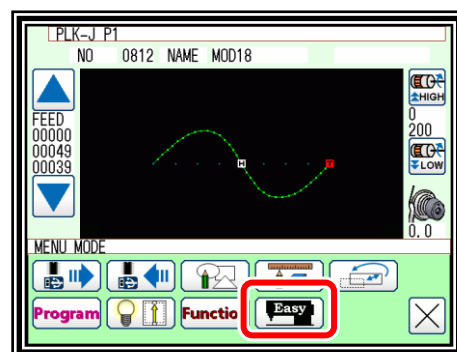 PLK-J P1
NO 0812 NAME MOD18
HIGH
FEED
00000
00049
00039
0
200
LOW
0.0
MENU MODE
H
T
Program
Functio
Easy